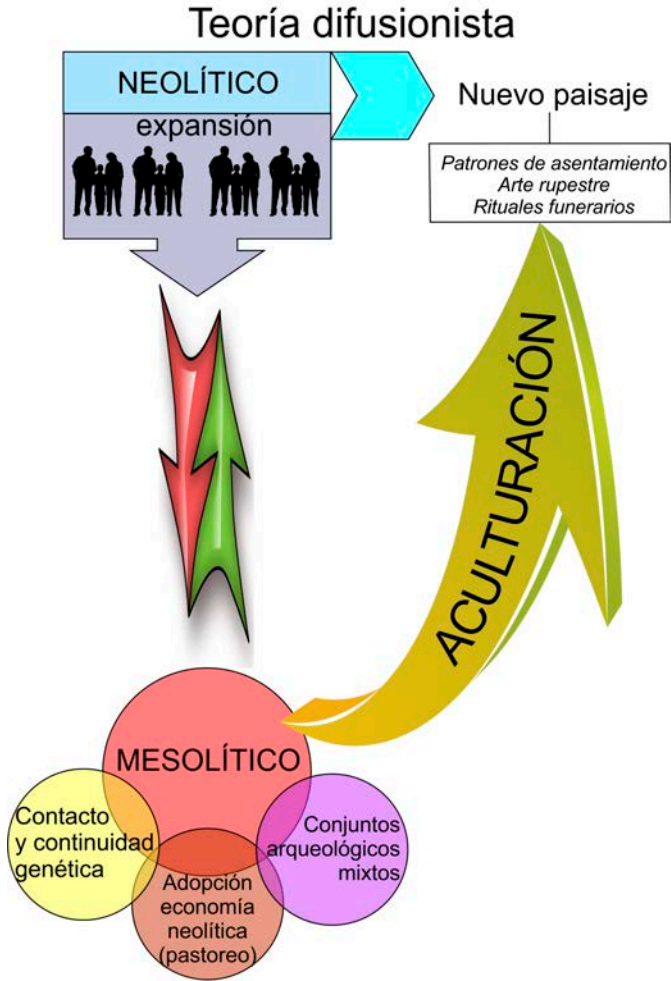 Teoría difusionista
NEOLÍTICO
expansión
Nuevo paisaje
Patrones de asentamiento
Arte rupestre
Rituales funerarios
ACULTURACIÓN
MESOLÍTICO
Contacto
y continuidad
genética
Adopción
economía
neolítica
(pastoreo)
Conjuntos
arqueológicos
mixtos